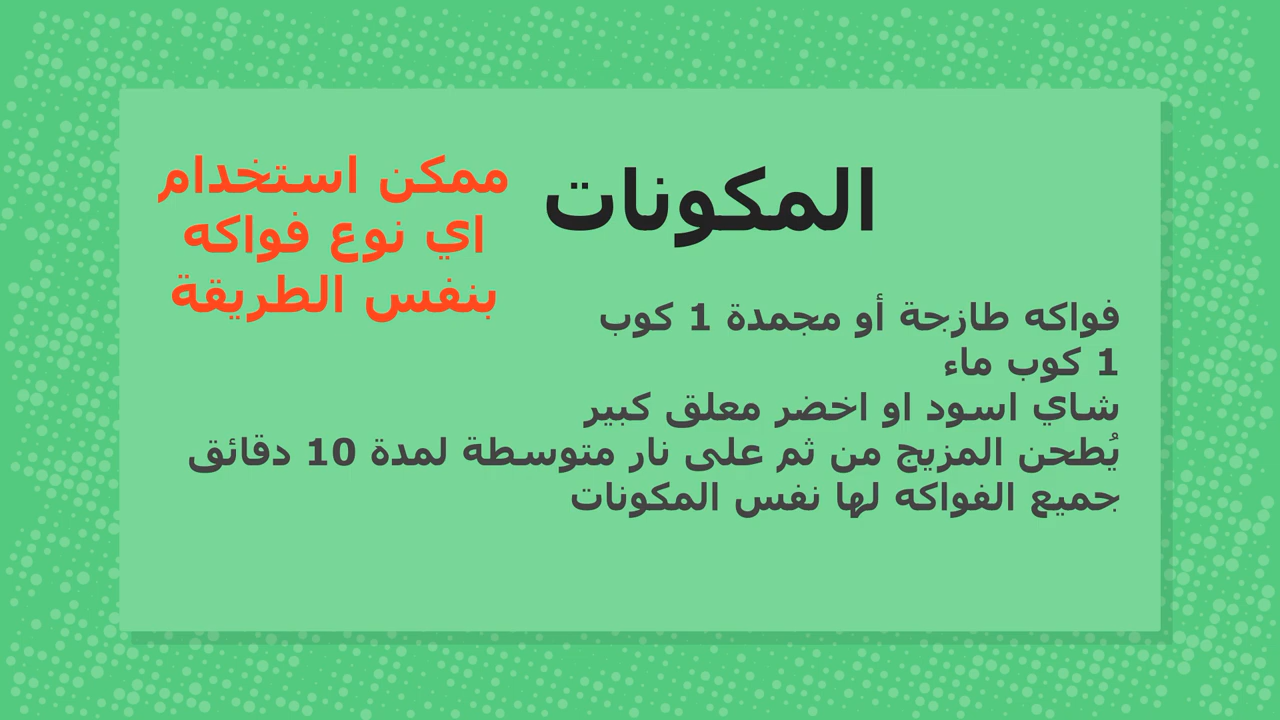 المكونات
ممكن استخدام
اي نوع فواكه
بنفس الطريقة
فواكه طازجة أو مجمدة 1 كوب
1 كوب ماء
شاي اسود او اخضر معلق كبير
يُطحن المزيج من ثم على نار متوسطة لمدة 10 دقائق
جميع الفواكه لها نفس المكونات